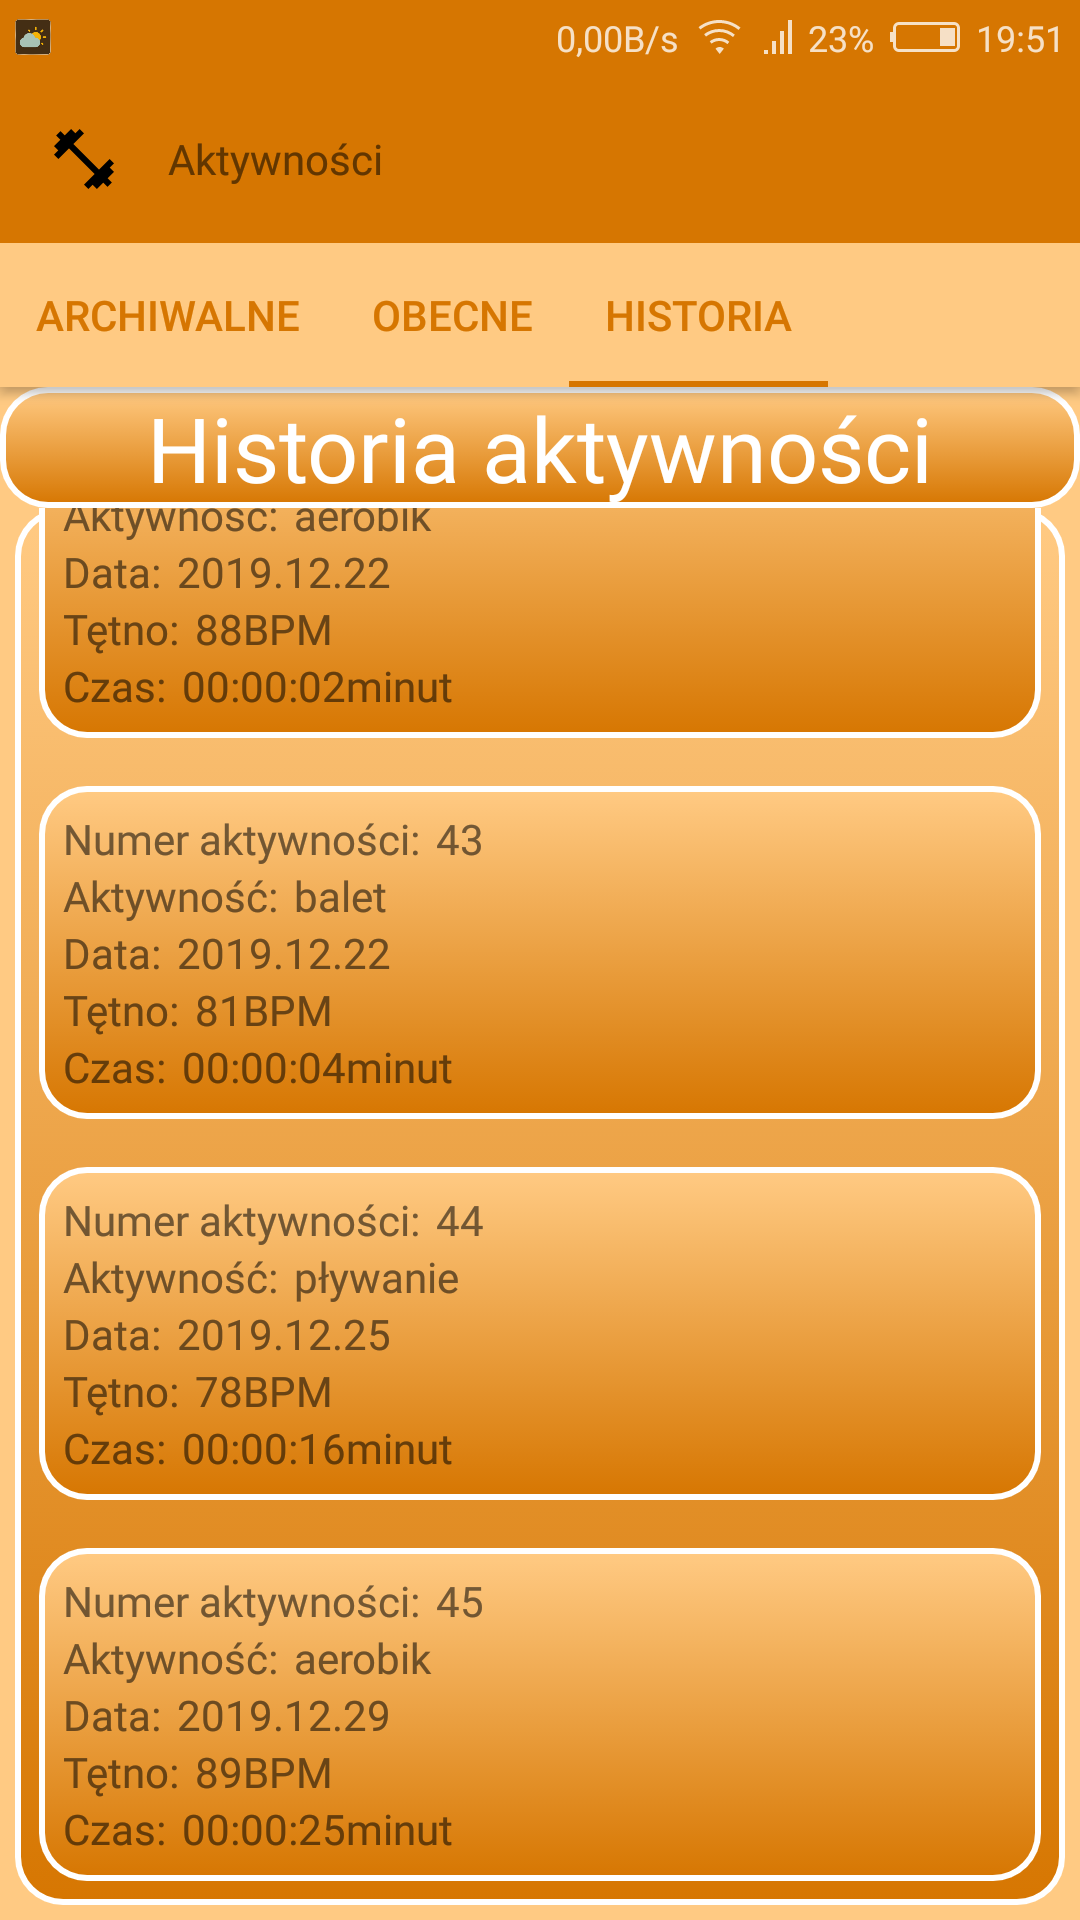 0,00B/s 23% 19:51
Aktywności
ARCHIWALNE OBECNE HISTORIA
Historia aktywności
Aktywność: aerobik
Data: 2019.12.22
Tętno: 88BPM
Czas: 00:00:02minut
Numer aktywności: 43
Aktywność: balet
Data: 2019.12.22
Tętno: 81BPM
Czas: 00:00:04minut
Numer aktywności: 44
Aktywność: pływanie
Data: 2019.12.25
Tętno: 78BPM
Czas: 00:00:16minut
Numer aktywności: 45
Aktywność: aerobik
Data: 2019.12.29
Tętno: 89BPM
Czas: 00:00:25minut